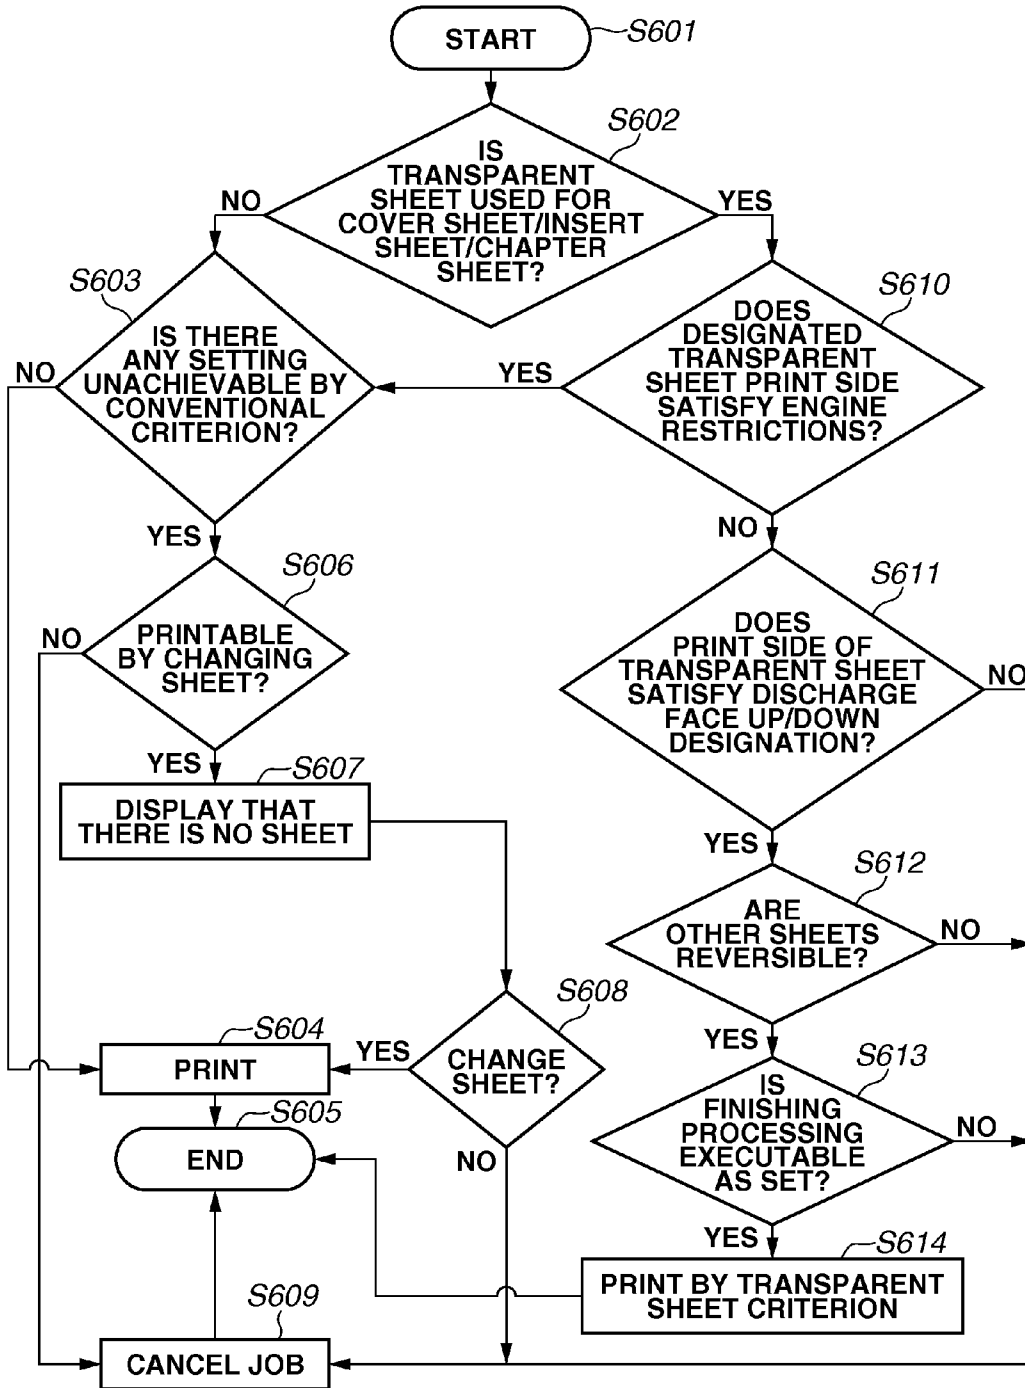 START
S601
S602
IS
TRANSPARENT
SHEET USED FOR
COVER SHEET/INSERT
SHEET/CHAPTER
SHEET?
NO
YES
S603
IS THERE
ANY SETTING
UNACHIEVABLE BY
CONVENTIONAL
CRITERION?
NO
YES
S610
DOES
DESIGNATED
TRANSPARENT
SHEET PRINT SIDE
SATISFY ENGINE
RESTRICTIONS?
YES
NO
S606
PRINTABLE
BY CHANGING
SHEET?
NO
YES
S611
DOES
PRINT SIDE OF
TRANSPARENT SHEET
SATISFY DISCHARGE
FACE UP/DOWN
DESIGNATION?
NO
YES
S607
DISPLAY THAT
THERE IS NO SHEET
S612
ARE
OTHER SHEETS
REVERSIBLE?
NO
YES
S608
CHANGE
SHEET?
YES
NO
S604
PRINT
S605
END
S613
IS
FINISHING
PROCESSING
EXECUTABLE
AS SET?
NO
YES
S614
PRINT BY TRANSPARENT
SHEET CRITERION
S609
CANCEL JOB